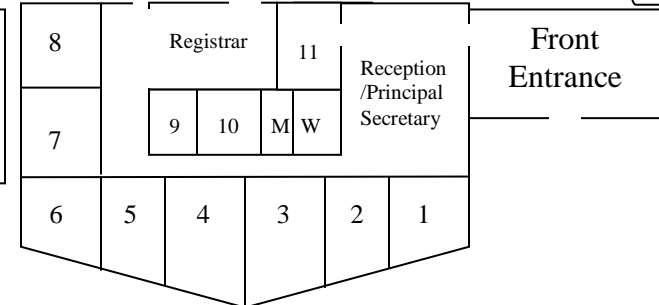 8
Registrar
11
Front
Entrance
Reception
/Principal
Secretary
7
9
10
M
W
6
5
4
3
2
1